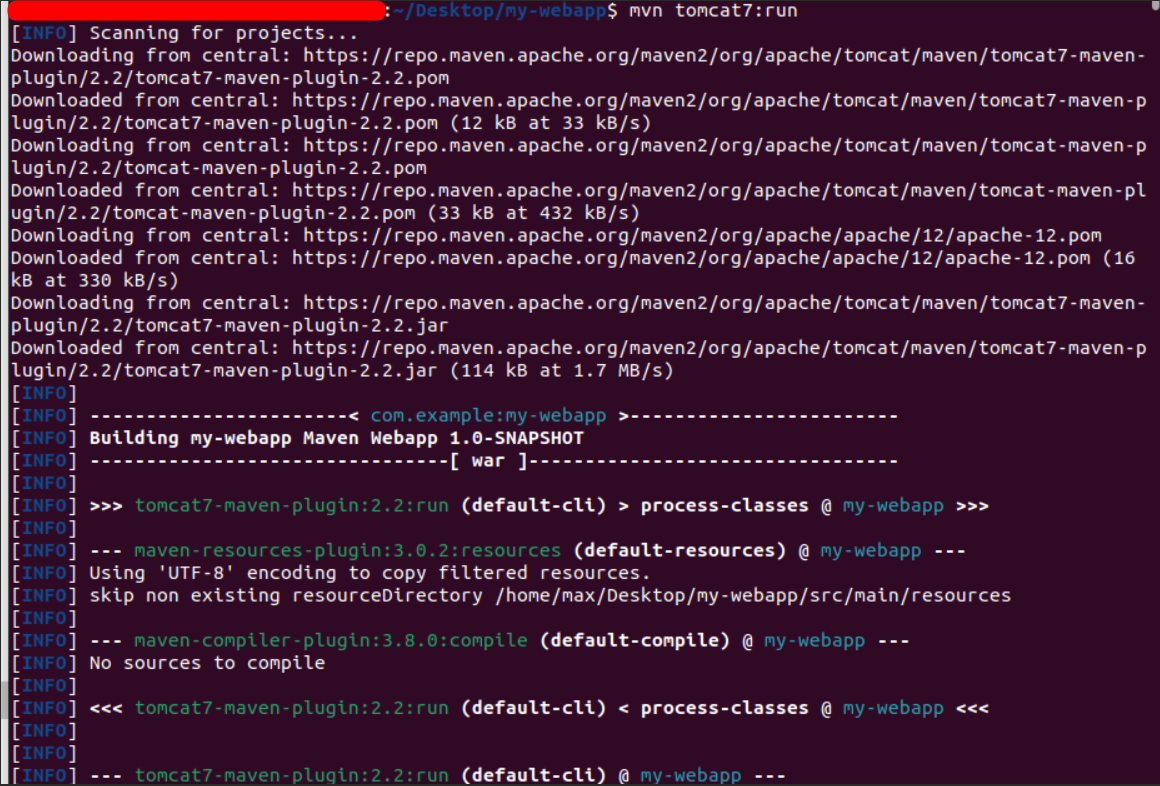 :~/Desktop/my-webapp$ mvn tomcat7:run
[INFO] Scanning for projects...
Downloading from central: https://repo.maven.apache.org/maven2/org/apache/tomcat/maven/tomcat7-maven-
plugin/2.2/tomcat7-maven-plugin-2.2.pom
Downloaded from central: https://repo.maven.apache.org/maven2/org/apache/tomcat/maven/tomcat7-maven-p
lugin/2.2/tomcat7-maven-plugin-2.2.pom (12 kB at 33 kB/s)
Downloading from central: https://repo.maven.apache.org/maven2/org/apache/tomcat/maven/tomcat-maven-p
lugin/2.2/tomcat-maven-plugin-2.2.pom
Downloaded from central: https://repo.maven.apache.org/maven2/org/apache/tomcat/maven/tomcat-maven-pl
ugin/2.2/tomcat-maven-plugin-2.2.pom (33 kB at 432 kB/s)
Downloading from central: https://repo.maven.apache.org/maven2/org/apache/apache/12/apache-12.pom
Downloaded from central: https://repo.maven.apache.org/maven2/org/apache/apache/12/apache-12.pom (16
kB at 330 kB/s)
Downloading from central: https://repo.maven.apache.org/maven2/org/apache/tomcat/maven/tomcat7-maven-
plugin/2.2/tomcat7-maven-plugin-2.2.jar
Downloaded from central: https://repo.maven.apache.org/maven2/org/apache/tomcat/maven/tomcat7-maven-p
lugin/2.2/tomcat7-maven-plugin-2.2.jar (114 kB at 1.7 MB/s)
[INFO]
[INFO] -----------------------< com.example:my-webapp >------------------------
[INFO] Building my-webapp Maven Webapp 1.0-SNAPSHOT
[INFO] --------------------------------[ war ]---------------------------------
[INFO]
[INFO] >>> tomcat7-maven-plugin:2.2:run (default-cli) > process-classes @ my-webapp >>>
[INFO]
[INFO] --- maven-resources-plugin:3.0.2:resources (default-resources) @ my-webapp ---
[INFO] Using 'UTF-8' encoding to copy filtered resources.
[INFO] skip non existing resourceDirectory /home/max/Desktop/my-webapp/src/main/resources
[INFO]
[INFO] --- maven-compiler-plugin:3.8.0:compile (default-compile) @ my-webapp ---
[INFO] No sources to compile
[INFO]
[INFO] <<< tomcat7-maven-plugin:2.2:run (default-cli) < process-classes @ my-webapp <<<
[INFO]
[INFO]
[INFO] --- tomcat7-maven-plugin:2.2:run (default-cli) @ my-webapp ---